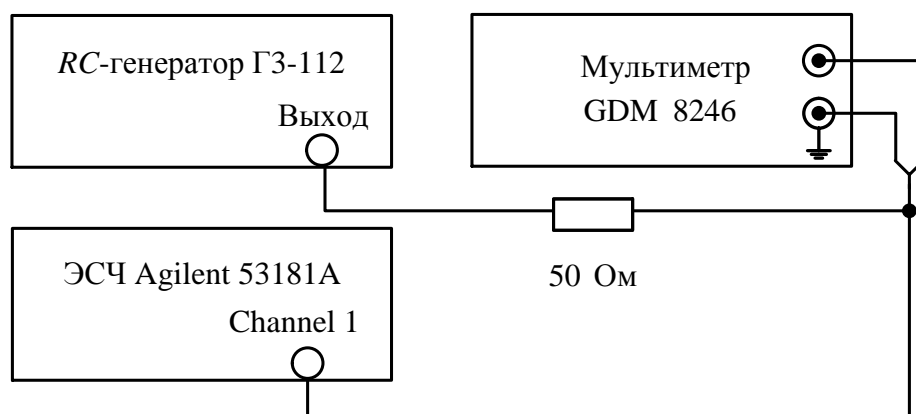 RC-генератор Г3-112
Выход
Мультиметр
GDM 8246
50 Ом
ЭСЧ Agilent 53181A
Channel 1